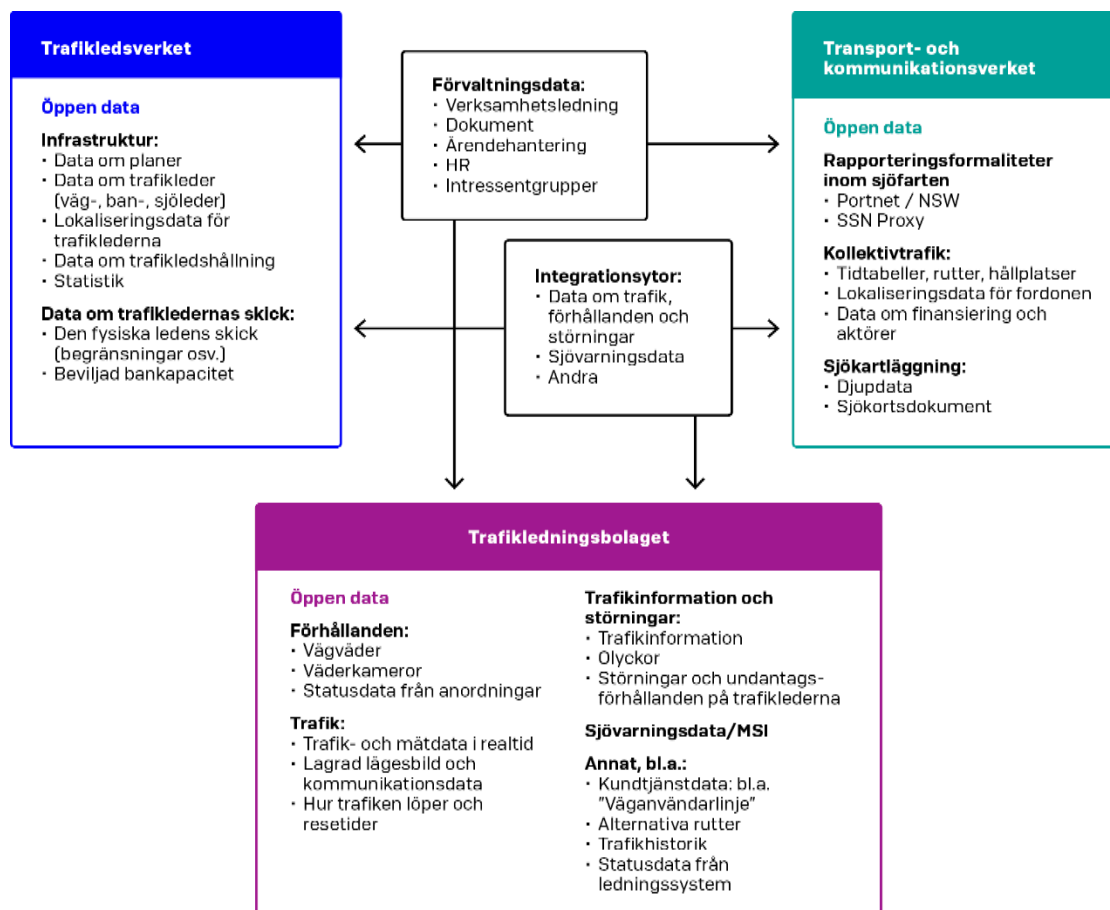 Trafikledsverket
Öppen data
Infrastruktur:
· Data om planer
· Data om trafikleder
(väg-, ban-, sjöleder)
· Lokaliseringsdata för
trafiklederna
· Data om trafikledshållning
· Statistik
Data om trafikledernas skick:
· Den fysiska ledens skick
(begränsningar osv.)
· Beviljad bankapacitet
Förvaltningsdata:
· Verksamhetsledning
· Dokument
· Ärendehantering
· HR
· Intressentgrupper
Integrationsytor:
· Data om trafik,
förhållanden och
störningar
· Sjövarningsdata
· Andra
Transport- och
kommunikationsverket
Öppen data
Rapporteringsformaliteter
inom sjöfarten
· Portnet / NSW
· SSN Proxy
Kollektivtrafik:
· Tidtabeller, rutter, hållplatser
· Lokaliseringsdata för fordonen
· Data om finansiering och
aktörer
Sjökartläggning:
· Djupdata
· Sjökortsdokument
Trafikledningsbolaget
Öppen data
Förhållanden:
· Vägväder
· Väderkameror
· Statusdata från anordningar
Trafik:
· Trafik- och mätdata i realtid
· Lagrad lägesbild och
kommunikationsdata
· Hur trafiken löper och
resetider
Trafikinformation och
störningar:
· Trafikinformation
· Olyckor
· Störningar och undantags-
förhållanden på trafiklederna
Sjövarningsdata/MSI
Annat, bl.a.:
· Kundtjänstdata: bl.a.
"Väganvändarlinje"
· Alternativa rutter
· Trafikhistorik
· Statusdata från
ledningssystem